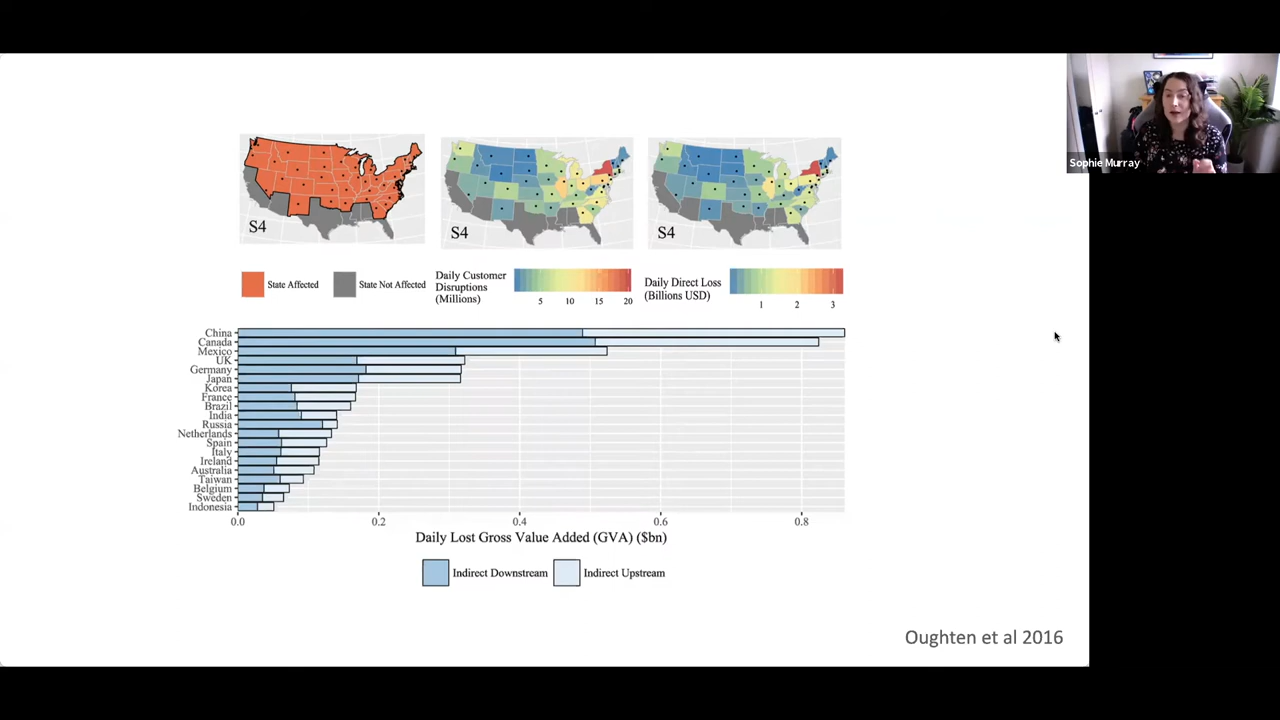 Sophie Murray
S4
S4
S4
State Affected
State Not Affected
Daily Customer
Disruptions
(Millions)
5 10 15 20
Daily Direct Loss
(Billions USD)
1 2 3
China
Canada
Mexico
UK
Germany
Japan
Korea
France
Brazil
India
Russia
Netherlands
Spain
Italy
Ireland
Australia
Taiwan
Belgium
Sweden
Indonesia
0.0 0.2 0.4 0.6 0.8
Daily Lost Gross Value Added (GVA) ($bn)
Indirect Downstream
Indirect Upstream
Oughten et al 2016